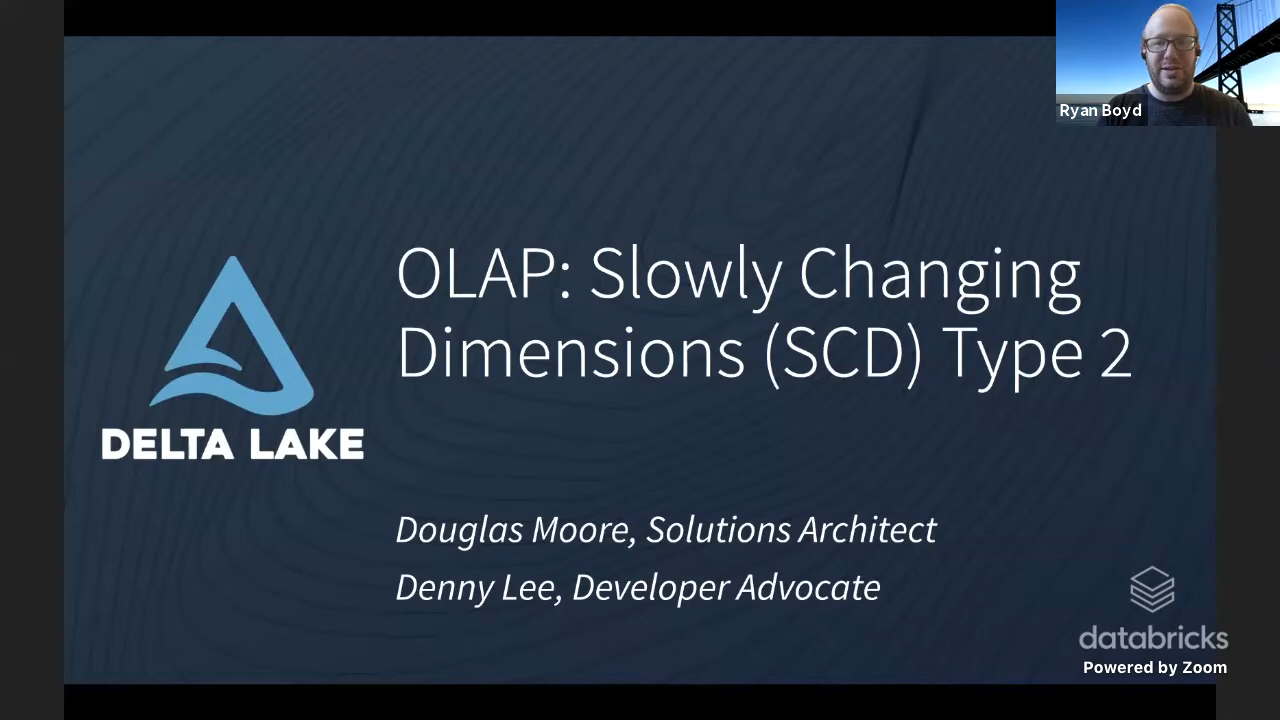 Ryan Boyd
OLAP: Slowly Changing
Dimensions (SCD) Type 2
DELTA LAKE
Douglas Moore, Solutions Architect
Denny Lee, Developer Advocate
databricks
Powered by Zoom